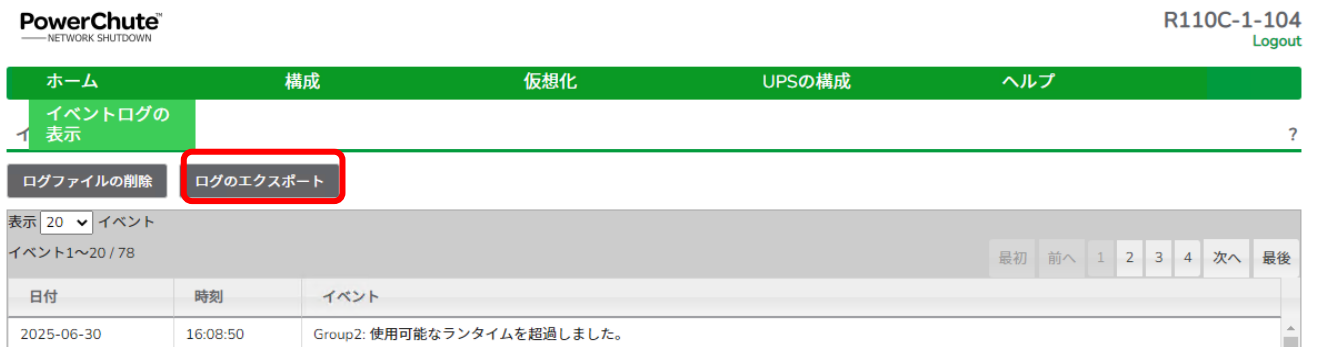 PowerChute™
NETWORK SHUTDOWN
R110C-1-104
Logout
ホーム 構成 仮想化 UPSの構成 ヘルプ
イベントログの
表示
イ
?
ログファイルの削除 ログのエクスポート
表示 20 イベント
イベント1～20 / 78
最初 前へ 1 2 3 4 次へ 最後
日付 時刻 イベント
2025-06-30 16:08:50 Group2: 使用可能なランタイムを超過しました。